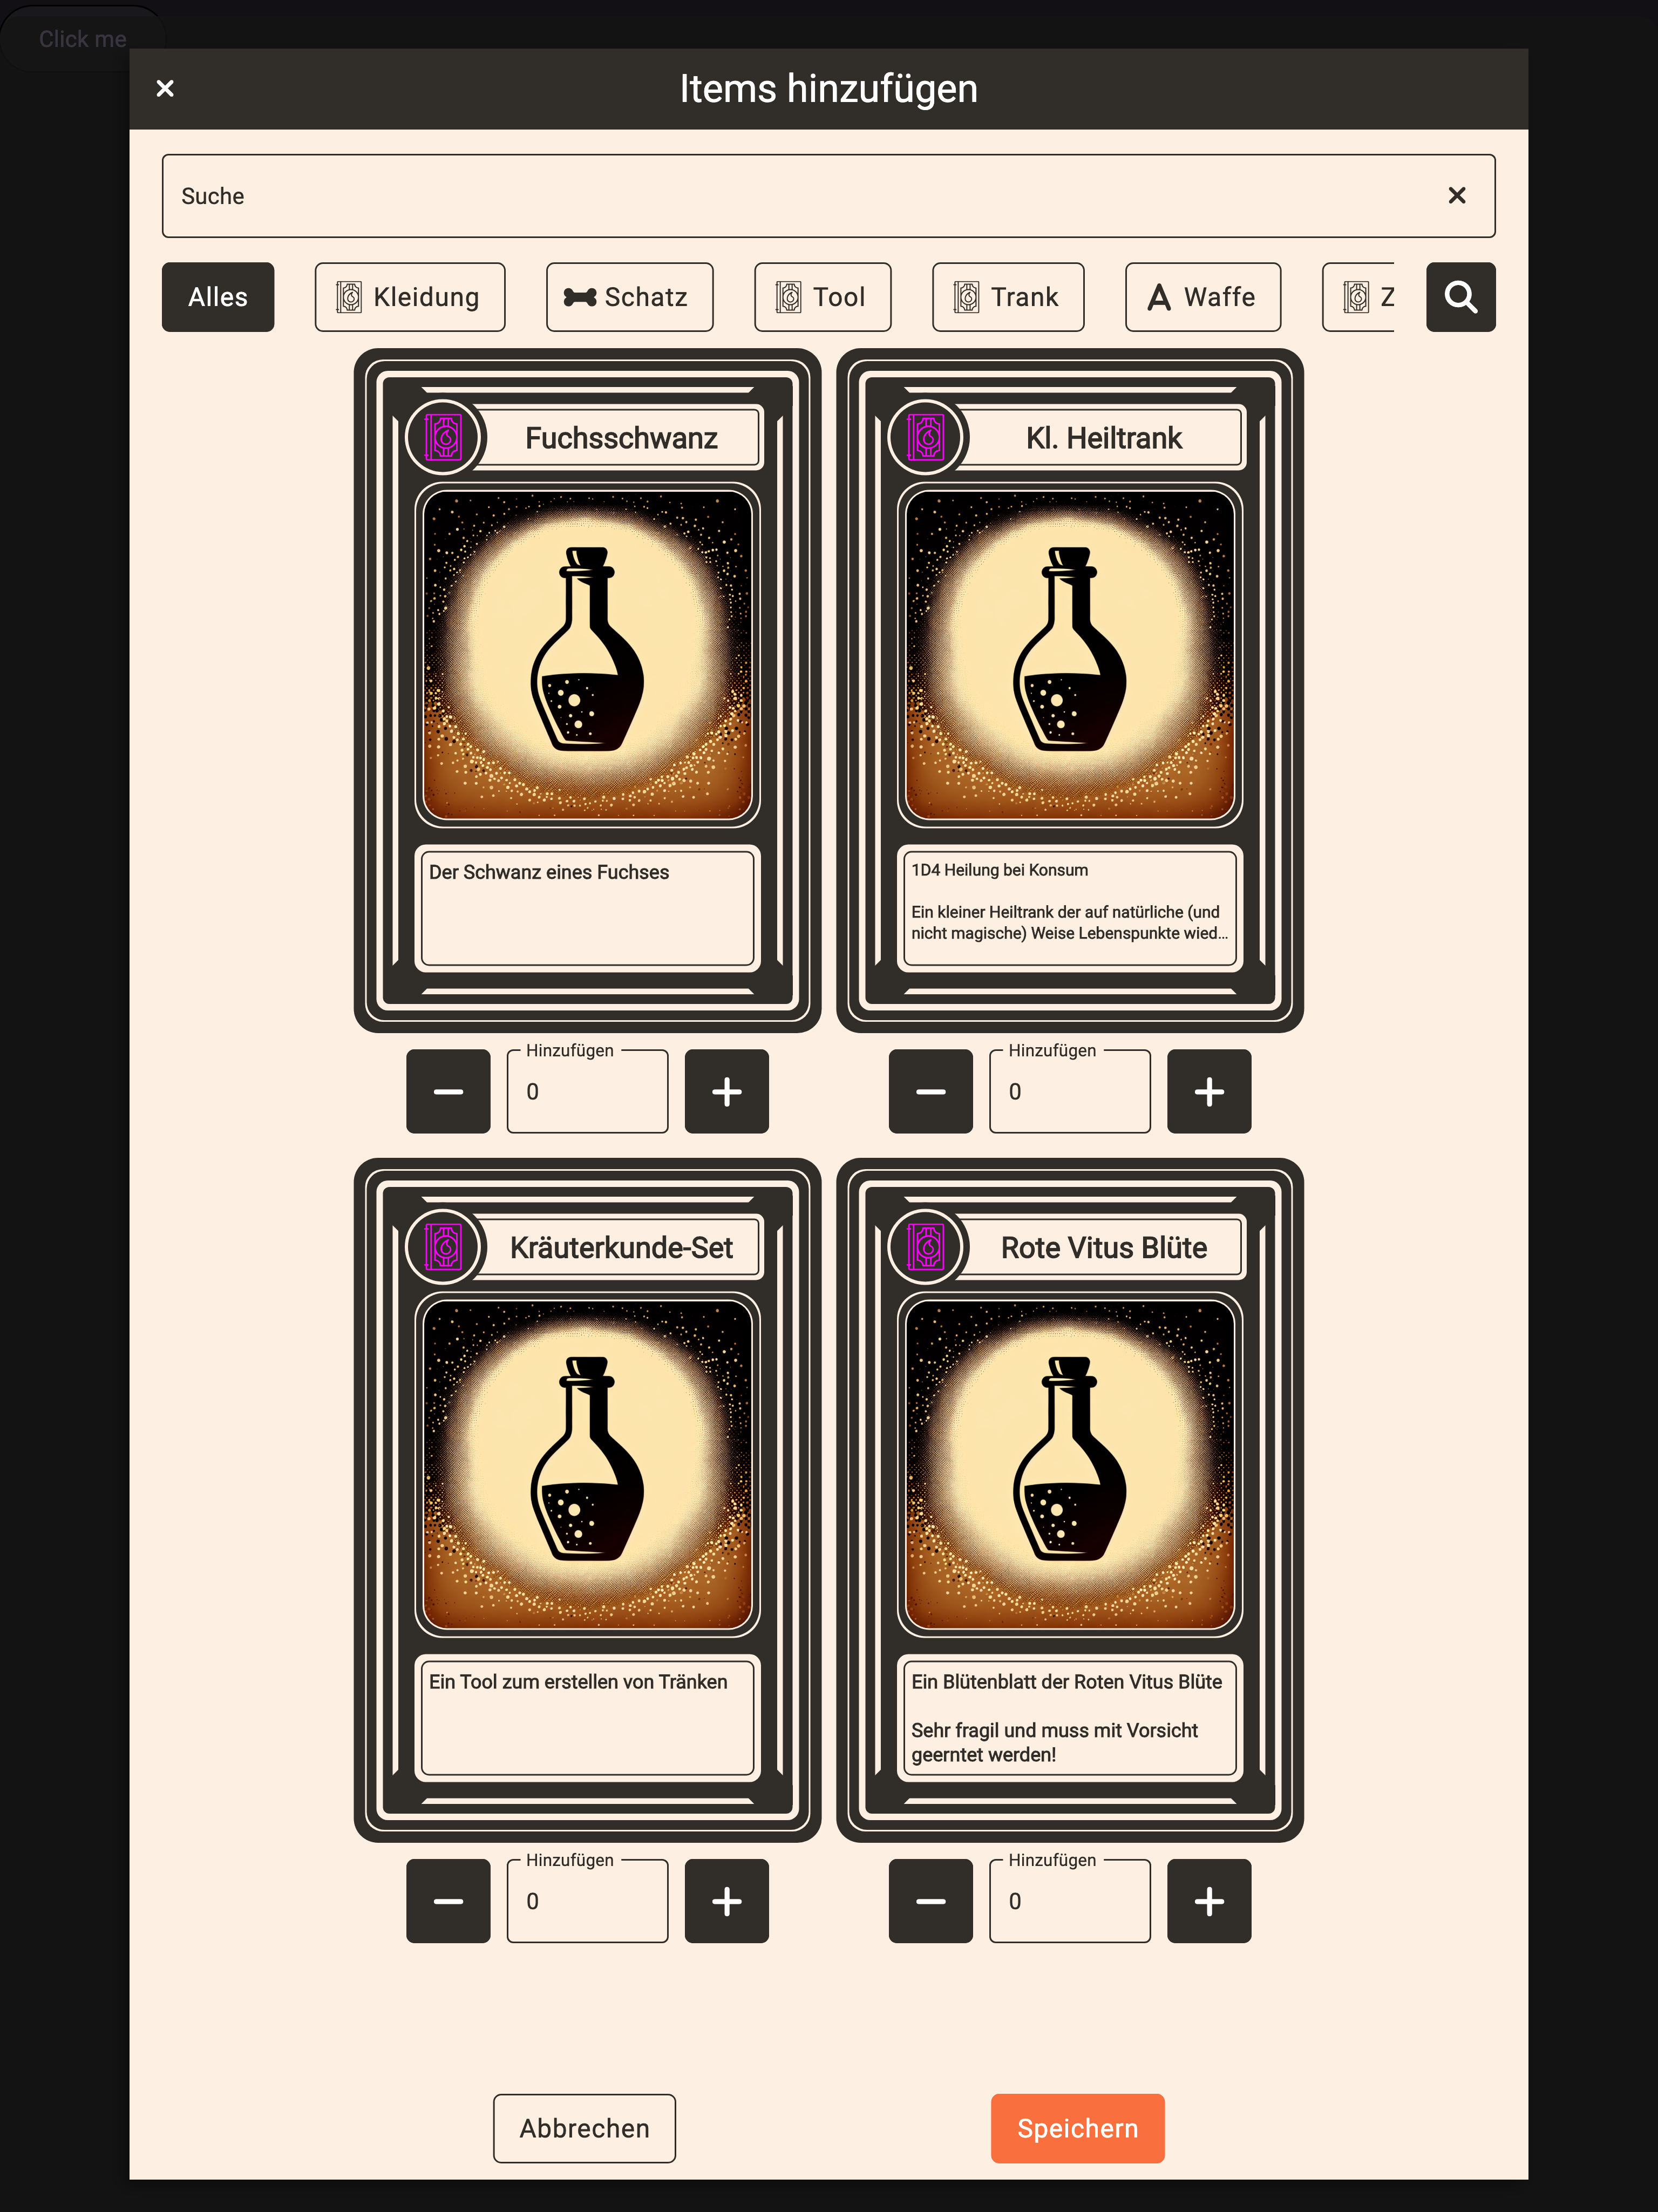 Click me
Items hinzufügen
Suche
Alles
Kleidung
Schatz
Tool
Trank
Waffe
Z
Fuchsschwanz
Kl. Heiltrank
Der Schwanz eines Fuchses
1D4 Heilung bei Konsum
Ein kleiner Heiltrank der auf natürliche (und
nicht magische) Weise Lebenspunkte wied...
Hinzufügen
0
Hinzufügen
0
Kräuterkunde-Set
Rote Vitus Blüte
Ein Tool zum erstellen von Tränken
Ein Blütenblatt der Roten Vitus Blüte
Sehr fragil und muss mit Vorsicht
geerntet werden!
Hinzufügen
0
Hinzufügen
0
Abbrechen
Speichern